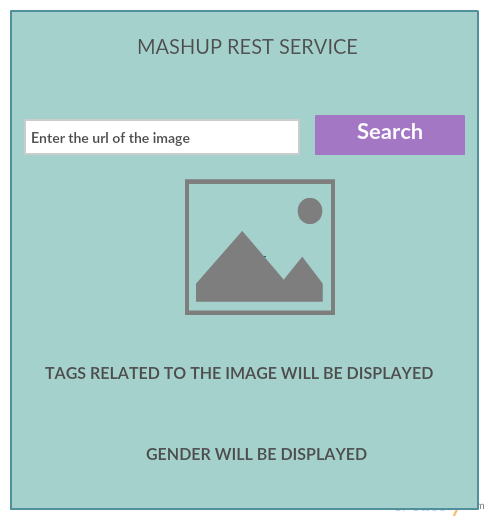 MASHUP REST SERVICE
Enter the url of the image
Search
TAGS RELATED TO THE IMAGE WILL BE DISPLAYED
GENDER WILL BE DISPLAYED